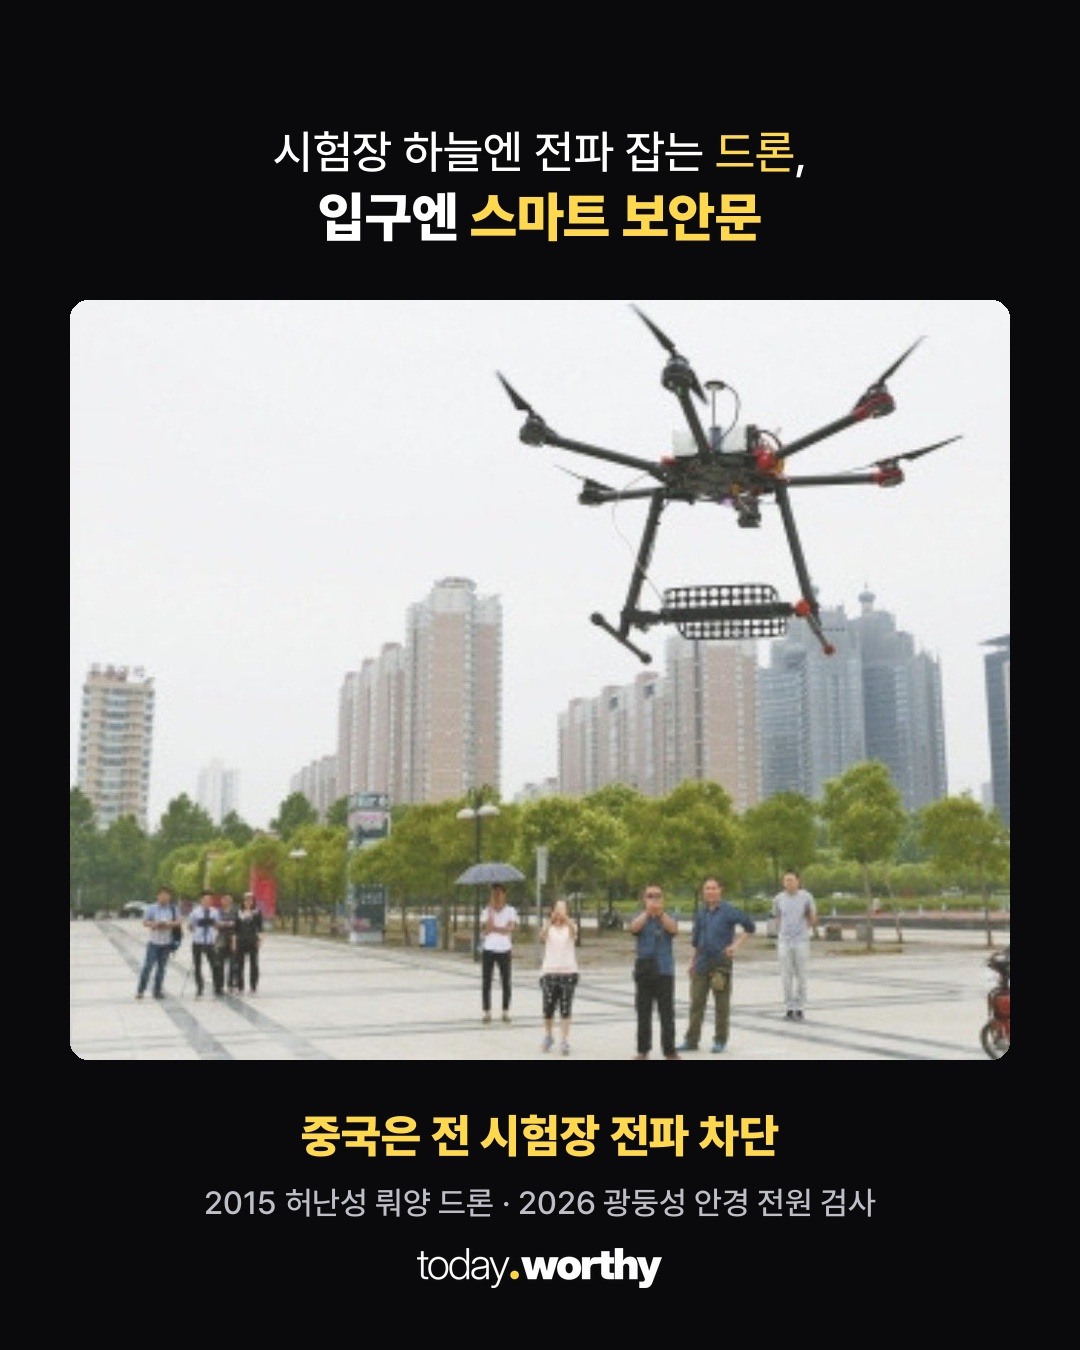 시험장 하늘엔 전파 잡는 드론,
입구엔 스마트 보안문
중국은 전 시험장 전파 차단
2015 허난성 뤄양 드론 · 2026 광둥성 안경 전원 검사
today.worthy